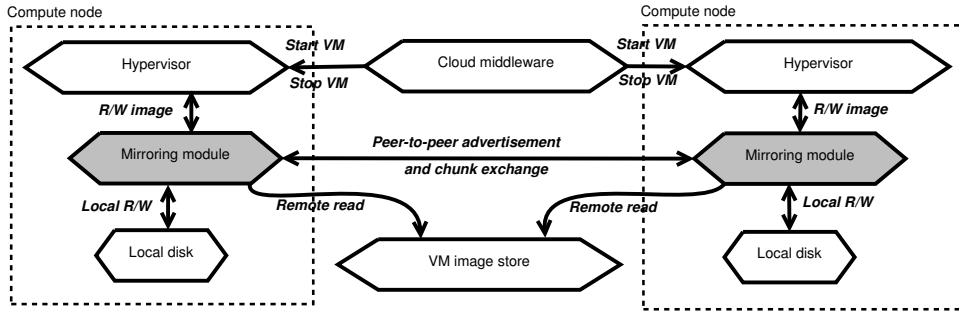 Compute node
Compute node
Start VM
Start VM
Hypervisor
Cloud middleware
Hypervisor
Stop VM
Stop VM
R/W image
R/W image
Mirroring module
Peer-to-peer advertisement
and chunk exchange
Mirroring module
Local R/W
Remote read
Remote read
Local R/W
Local disk
VM image store
Local disk